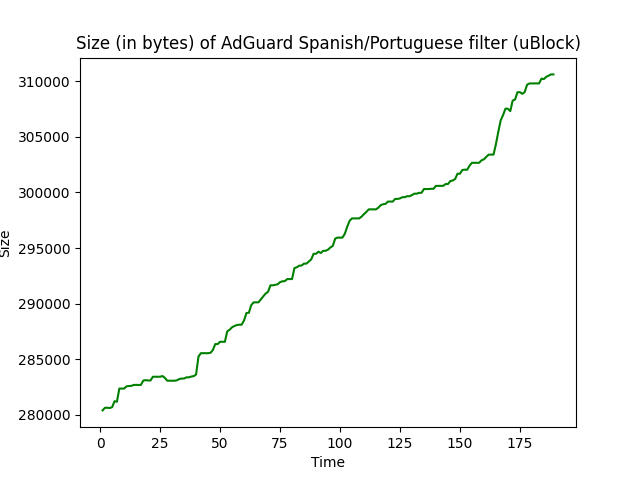 Size (in bytes) of AdGuard Spanish/Portuguese filter (uBlock)
310000
305000
300000
295000
290000
285000
280000
Size
0 25 50 75 100 125 150 175
Time